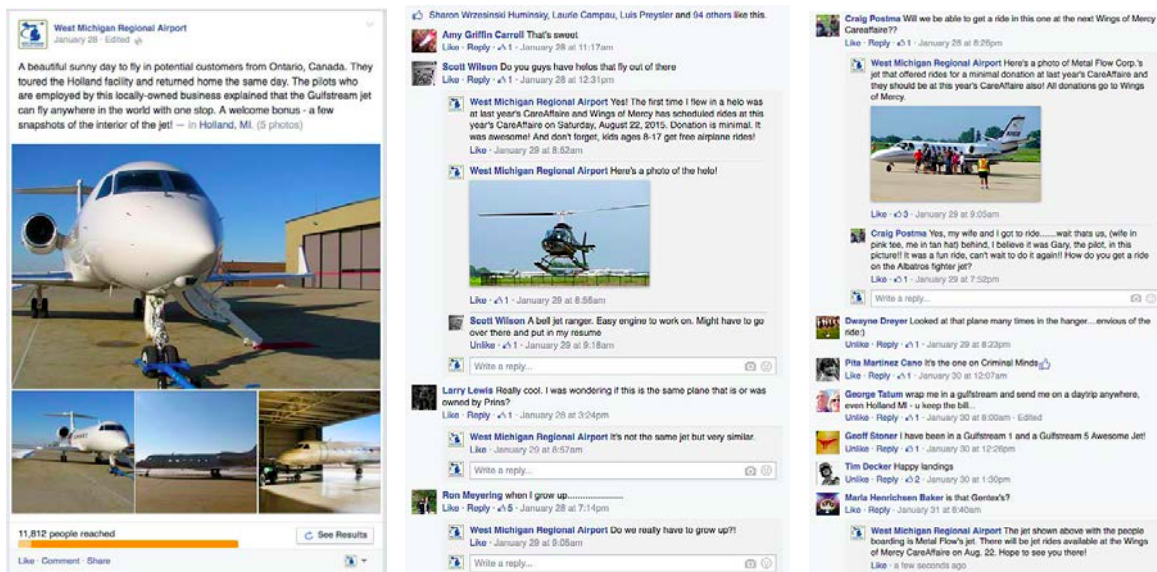 West Michigan Regional Airport
January 28 · Edited
A beautiful sunny day to fly in potential customers from Ontario, Canada. They
toured the Holland facility and returned home the same day. The pilots who
are employed by this locally-owned business explained that the Gulfstream jet
can fly anywhere in the world with one stop. A welcome bonus - a few
snapshots of the interior of the jet! — in Holland, MI. (5 photos)
11,812 people reached
See Results
Like · Comment · Share
Sharon Wrzesinski Huminsky, Laurie Campau, Luis Preysler and 94 others like this.
Amy Griffin Carroll That's sweet
Like · Reply · 1 · January 28 at 11:17am
Scott Wilson Do you guys have helos that fly out of there
Like · Reply · 1 · January 28 at 12:31pm
West Michigan Regional Airport Yes! The first time I flew in a helo was
at last year's CareAffaire and Wings of Mercy has scheduled rides at this
year's CareAffaire on Saturday, August 22, 2015. Donation is minimal. It
was awesome! And don't forget, kids ages 8-17 get free airplane rides!
Like · January 29 at 8:52am
West Michigan Regional Airport Here's a photo of the helo!
Like · 1 · January 29 at 8:56am
Scott Wilson A bell jet ranger. Easy engine to work on. Might have to go
over there and put in my resume
Unlike · 1 · January 29 at 9:18am
Write a reply...
Larry Lewis Really cool. I was wondering if this is the same plane that is or was
owned by Prins?
Like · Reply · 1 · January 28 at 3:24pm
West Michigan Regional Airport It's not the same jet but very similar.
Like · January 29 at 8:57am
Write a reply...
Ron Meyering when I grow up.....................
Like · Reply · 5 · January 28 at 7:14pm
West Michigan Regional Airport Do we really have to grow up?!
Like · January 29 at 9:06am
Write a reply...
Craig Postma Will we be able to get a ride in this one at the next Wings of Mercy
Careaffaire??
Like · Reply · 1 · January 28 at 8:26pm
West Michigan Regional Airport Here's a photo of Metal Flow Corp.'s
jet that offered rides for a minimal donation at last year's CareAffaire and
they should be at this year's CareAffaire also! All donations go to Wings
of Mercy.
Like · 3 · January 29 at 9:05am
Craig Postma Yes, my wife and I got to ride......wait thats us, (wife in
pink tee, me in tan hat) behind, I believe it was Gary, the pilot, in this
picture!! It was a fun ride, can't wait to do it again!! How do you get a ride
on the Albatros fighter jet?
Like · 1 · January 29 at 7:52pm
Write a reply...
Dwayne Dreyer Looked at that plane many times in the hanger....envious of the
ride:)
Unlike · Reply · 1 · January 29 at 8:23pm
Pita Martinez Cano It's the one on Criminal Minds
Like · Reply · 1 · January 30 at 12:07am
George Tatum wrap me in a gulfstream and send me on a daytrip anywhere,
even Holland MI - u keep the bill...
Unlike · Reply · 1 · January 30 at 8:00am · Edited
Geoff Stoner I have been in a Gulfstream 1 and a Gulfstream 5 Awesome Jet!
Unlike · Reply · 1 · January 30 at 12:26pm
Tim Decker Happy landings
Unlike · Reply · 2 · January 30 at 1:30pm
Marla Henrichsen Baker is that Gentex's?
Like · Reply · January 31 at 8:40am
West Michigan Regional Airport The jet shown above with the people
boarding is Metal Flow's jet. There will be jet rides available at the Wings
of Mercy CareAffaire on Aug. 22. Hope to see you there!
Like · a few seconds ago